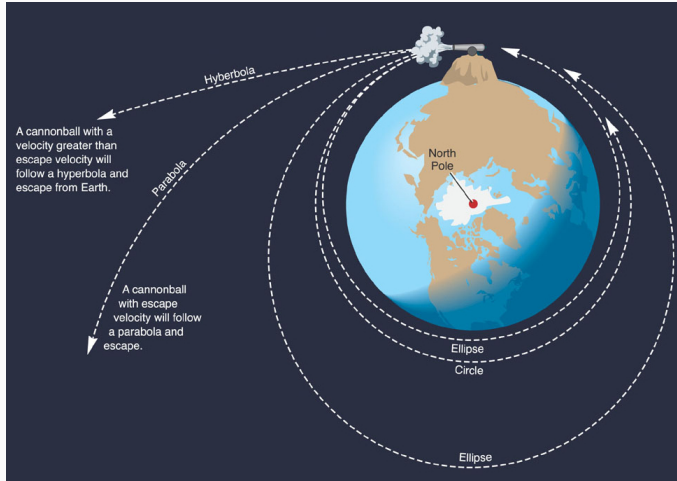 Hyberbola
A cannonball with a
velocity greater than
escape velocity will
follow a hyperbola and
escape from Earth.
Parabola
North
Pole
A cannonball
with escape
velocity will follow
a parabola and
escape.
Ellipse
Circle
Ellipse